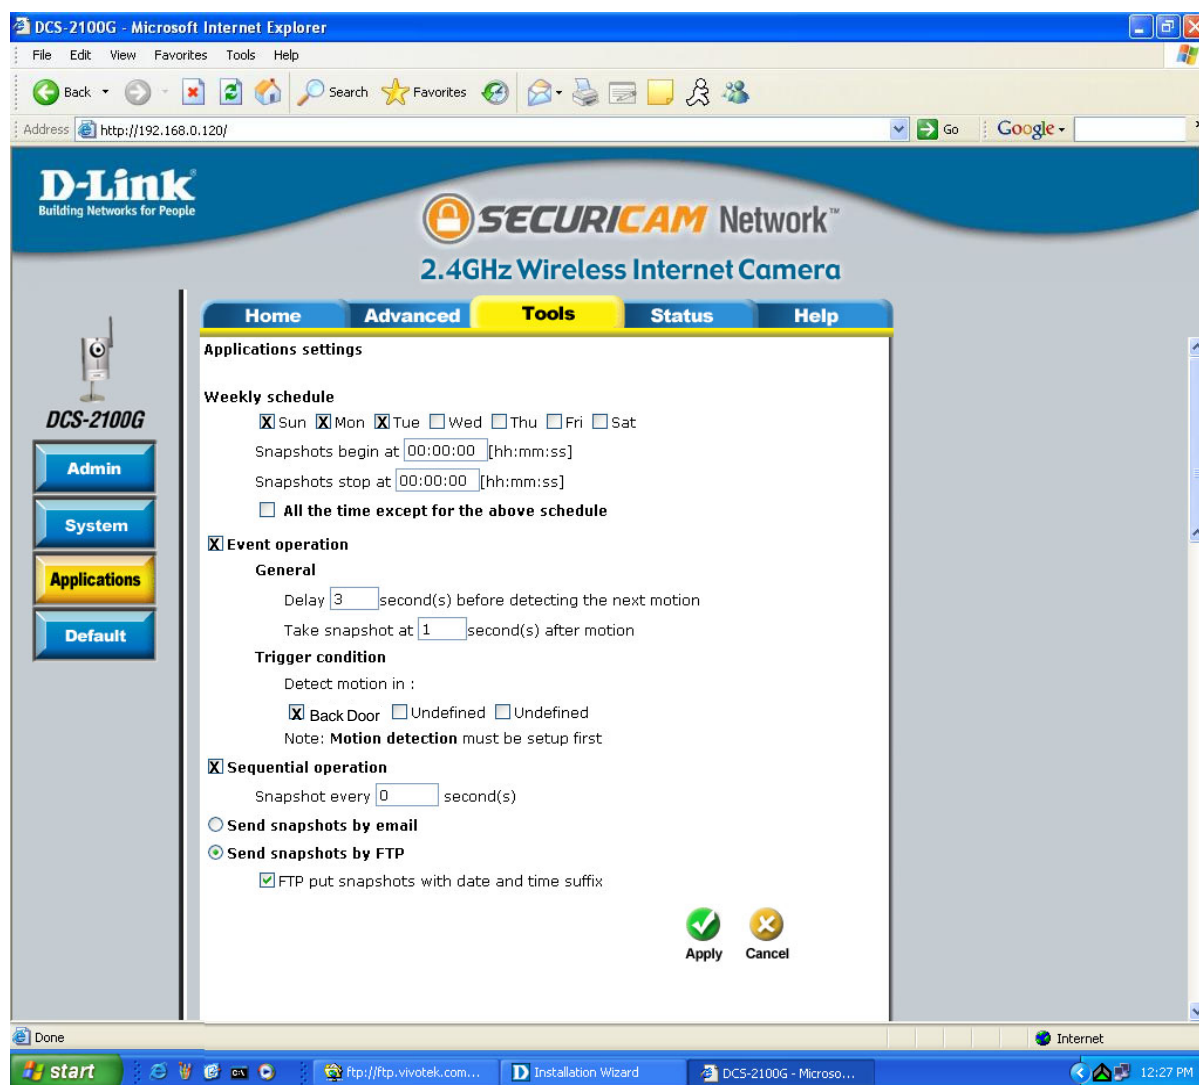 DCS-2100G - Microsoft Internet Explorer
File Edit View Favorites Tools Help
Back Search Favorites
Address http://192.168.0.120/ Go Google
D-Link
Building Networks for People
SECURICAM Network™
2.4GHz Wireless Internet Camera
Home Advanced Tools Status Help
DCS-2100G
Admin
System
Applications
Default
Applications settings
Weekly schedule
X Sun X Mon X Tue Wed Thu Fri Sat
Snapshots begin at 00:00:00 [hh:mm:ss]
Snapshots stop at 00:00:00 [hh:mm:ss]
All the time except for the above schedule
X Event operation
General
Delay 3 second(s) before detecting the next motion
Take snapshot at 1 second(s) after motion
Trigger condition
Detect motion in :
X Back Door Undefined Undefined
Note: Motion detection must be setup first
X Sequential operation
Snapshot every 0 second(s)
Send snapshots by email
Send snapshots by FTP
FTP put snapshots with date and time suffix
Apply Cancel
Done Internet
start ftp://ftp.vivotek.com... Installation Wizard DCS-2100G - Microso... 12:27 PM